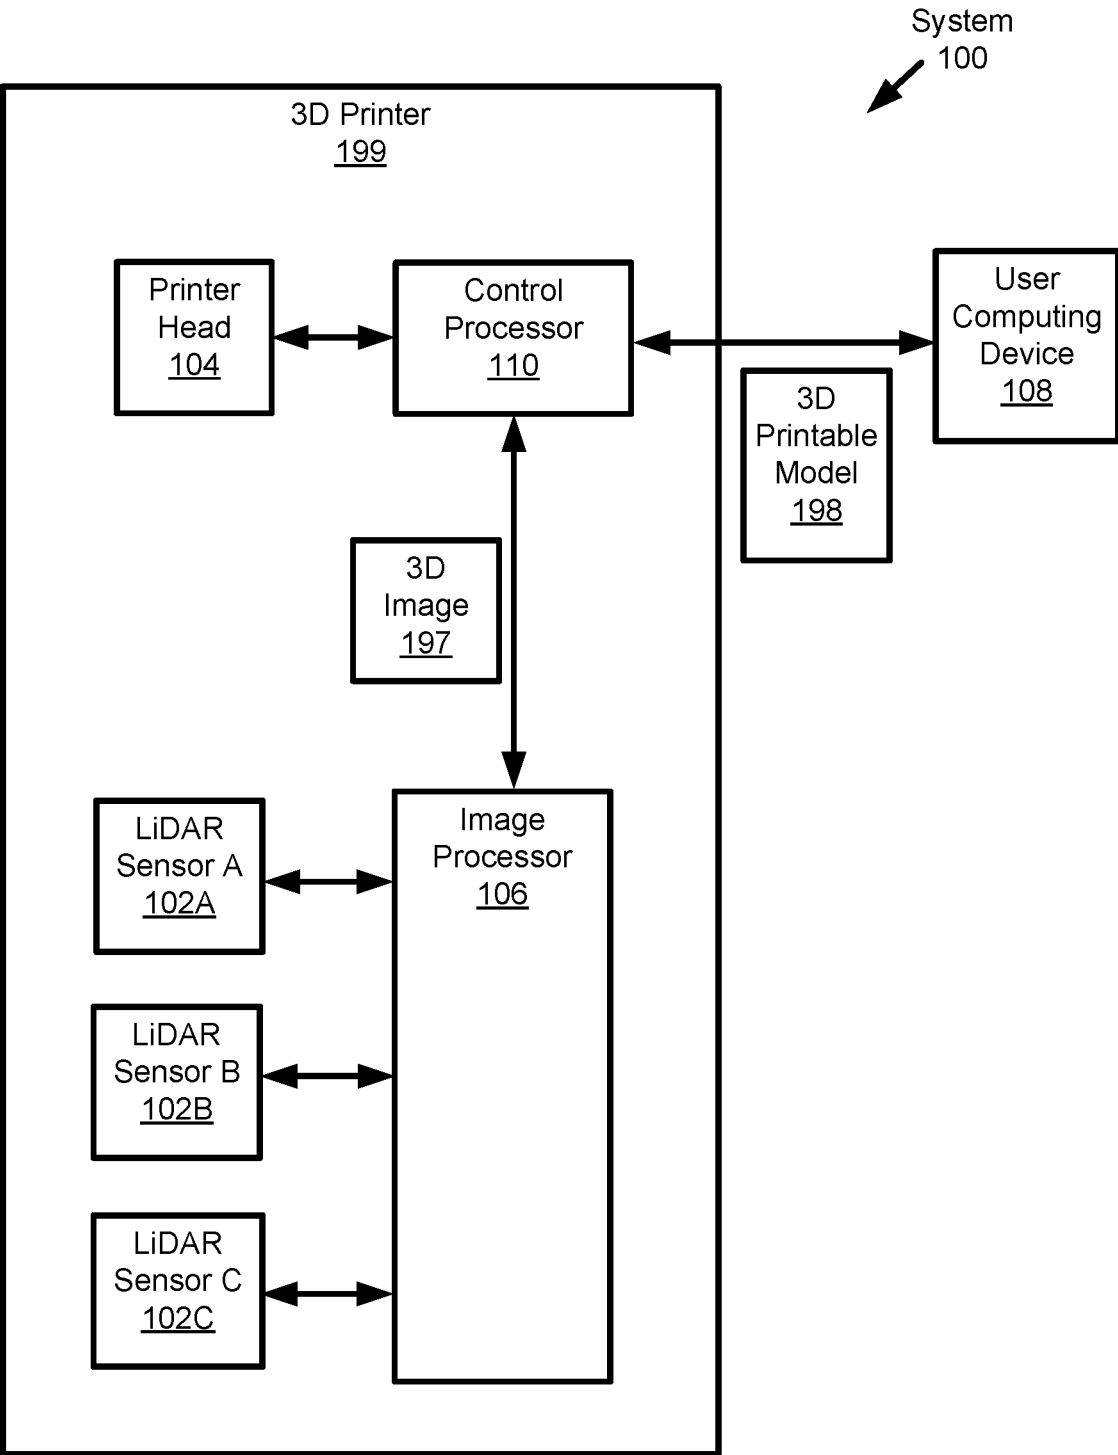 System
100
3D Printer
199
Printer
Head
104
Control
Processor
110
User
Computing
Device
108
3D
Printable
Model
198
3D
Image
197
LiDAR
Sensor A
102A
Image
Processor
106
LiDAR
Sensor B
102B
LiDAR
Sensor C
102C